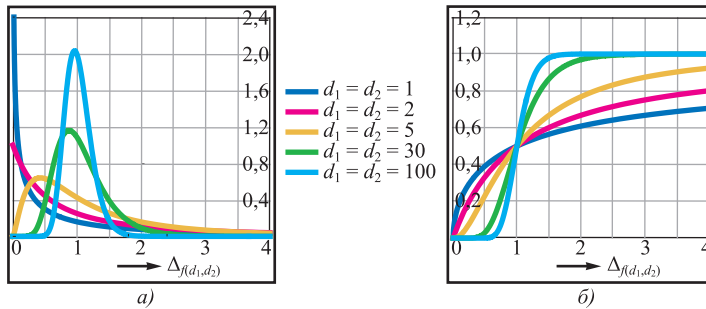 2,4
2,0
1,6
1,2
0,8
0,4
0 1 2 3 4
Δf(d1,d2)
а)
d1 = d2 = 1
d1 = d2 = 2
d1 = d2 = 5
d1 = d2 = 30
d1 = d2 = 100
1,2
1,0
0,8
0,6
0,4
0,2
0 1 2 3 4
Δf(d1,d2)
б)